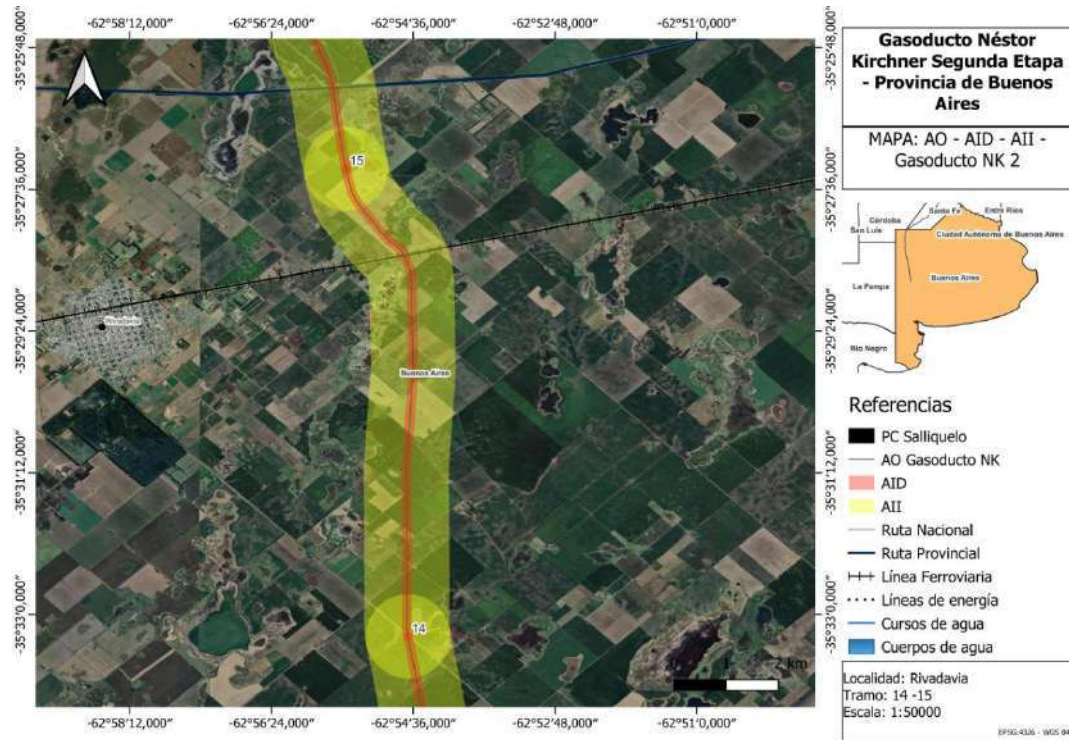 -62°58'12,000" -62°56'24,000" -62°54'36,000" -62°52'48,000" -62°51'0,000"
-35°25'48,000"
-35°27'36,000"
-35°29'24,000"
-35°31'12,000"
-35°33'0,000"
15
Rivadavia
Buenos Aires
14
0 1 2 km
-35°25'48,000"
-35°27'36,000"
-35°29'24,000"
-35°31'12,000"
-35°33'0,000"
-62°58'12,000" -62°56'24,000" -62°54'36,000" -62°52'48,000" -62°51'0,000"
Gasoducto Néstor
Kirchner Segunda Etapa
- Provincia de Buenos
Aires
MAPA: AO - AID - AII -
Gasoducto NK 2
Santa Fe
Entre Ríos
Córdoba
San Luis
Ciudad Autónoma de Buenos Aires
Buenos Aires
La Pampa
Río Negro
Referencias
PC Salliquelo
AO Gasoducto NK
AID
AII
Ruta Nacional
Ruta Provincial
Línea Ferroviaria
Líneas de energía
Cursos de agua
Cuerpos de agua
Localidad: Rivadavia
Tramo: 14 -15
Escala: 1:50000
EPSG:4326 - WGS 84